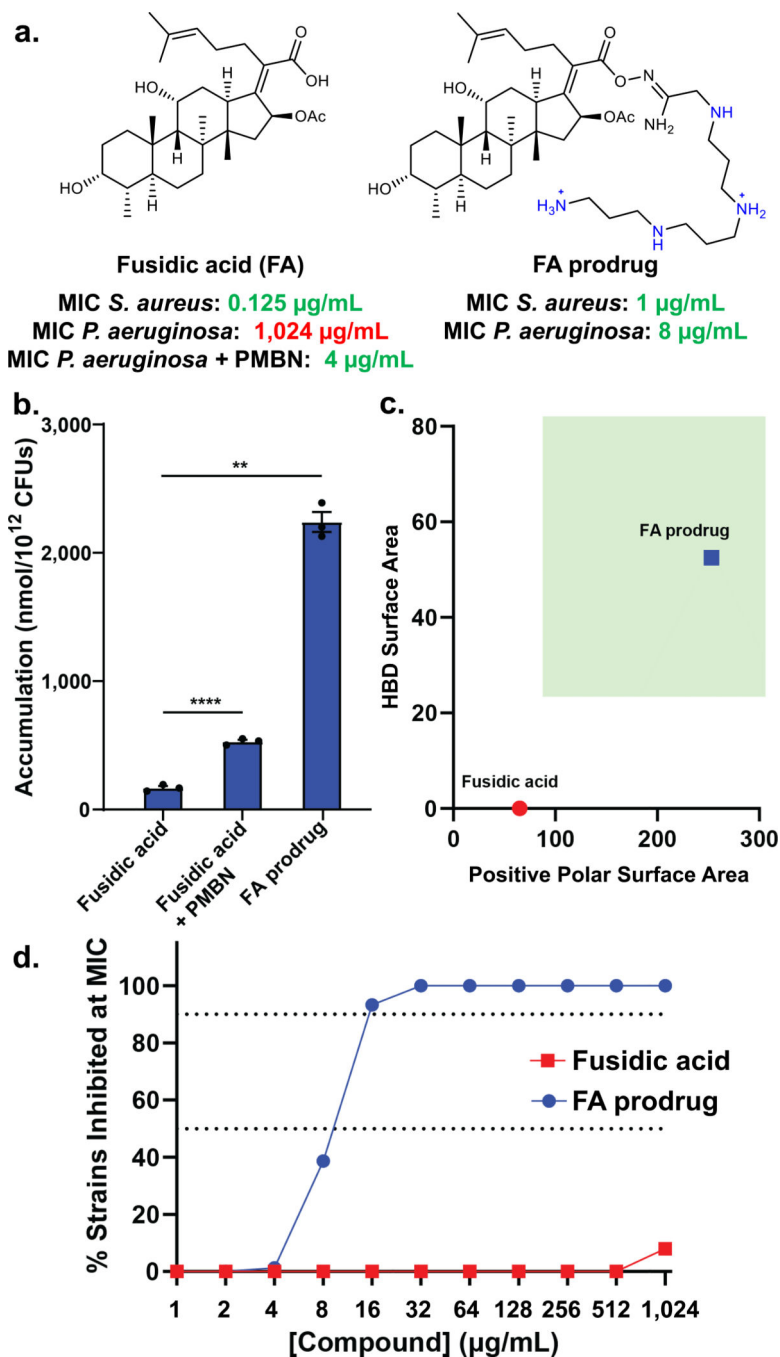 a.
O
OH
HO
H
OAc
H
H
HO
H
O
O
N
HO
H
OAc
NH2
NH
H
H
HO
H
H3N+
N
H
+NH2
Fusidic acid (FA)
FA prodrug
MIC S. aureus: 0.125 µg/mL
MIC P. aeruginosa: 1,024 µg/mL
MIC P. aeruginosa + PMBN: 4 µg/mL
MIC S. aureus: 1 µg/mL
MIC P. aeruginosa: 8 µg/mL
b.
Accumulation (nmol/10^12 CFUs)
3,000
2,000
1,000
0
**
****
Fusidic acid
Fusidic acid
+ PMBN
FA prodrug
c.
HBD Surface Area
80
60
40
20
0
FA prodrug
Fusidic acid
0 100 200 300
Positive Polar Surface Area
d.
% Strains Inhibited at MIC
100
80
60
40
20
0
Fusidic acid
FA prodrug
1 2 4 8 16 32 64 128 256 512 1,024
[Compound] (µg/mL)